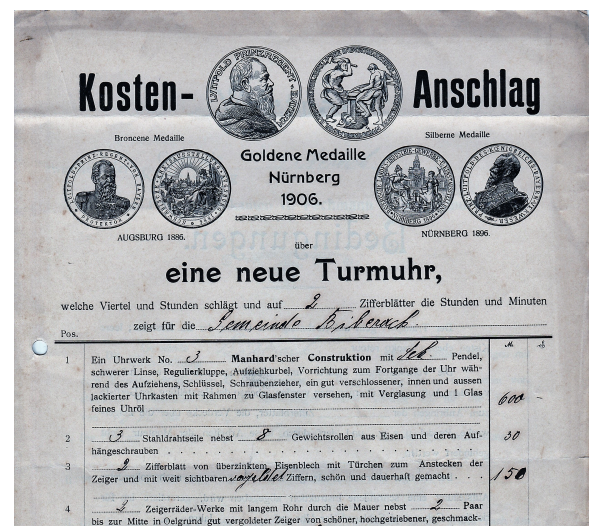 Kosten- Anschlag
LUITPOLD PRINZREGENT
Broncene Medaille
Silberne Medaille
Goldene Medaille
Nürnberg
1906.
AUGSBURG 1886.
NÜRNBERG 1896.
über
eine neue Turmuhr,
welche Viertel und Stunden schlägt und auf 2 Zifferblätter die Stunden und Minuten
zeigt für die Gemeinde Biberach.
Pos.
M
1 Ein Uhrwerk No. 3 Manhard'scher Construktion mit Sek. Pendel,
schwerer Linse, Regulierkluppe, Aufziehkurbel, Vorrichtung zum Fortgange der Uhr wäh-
rend des Aufziehens, Schlüssel, Schraubenzieher, ein gut verschlossener, innen und aussen
lackierter Uhrkasten mit Rahmen zu Glasfenster versehen, mit Verglasung und 1 Glas
feines Uhröl 600 -
2 3 Stahldrahtseile nebst 8 Gewichtsrollen aus Eisen und deren Auf- 30
hängeschrauben
3 2 Zifferblatt von überzinktem Eisenblech mit Türchen zum Anstecken der
Zeiger und mit weit sichtbaren Ziffern, schön und dauerhaft gemacht 150
4 2 Zeigerräder-Werke mit langem Rohr durch die Mauer nebst 2 Paar
bis zur Mitte in Oelgrund gut vergoldeter Zeiger von schöner, hochgetriebener, geschmack-